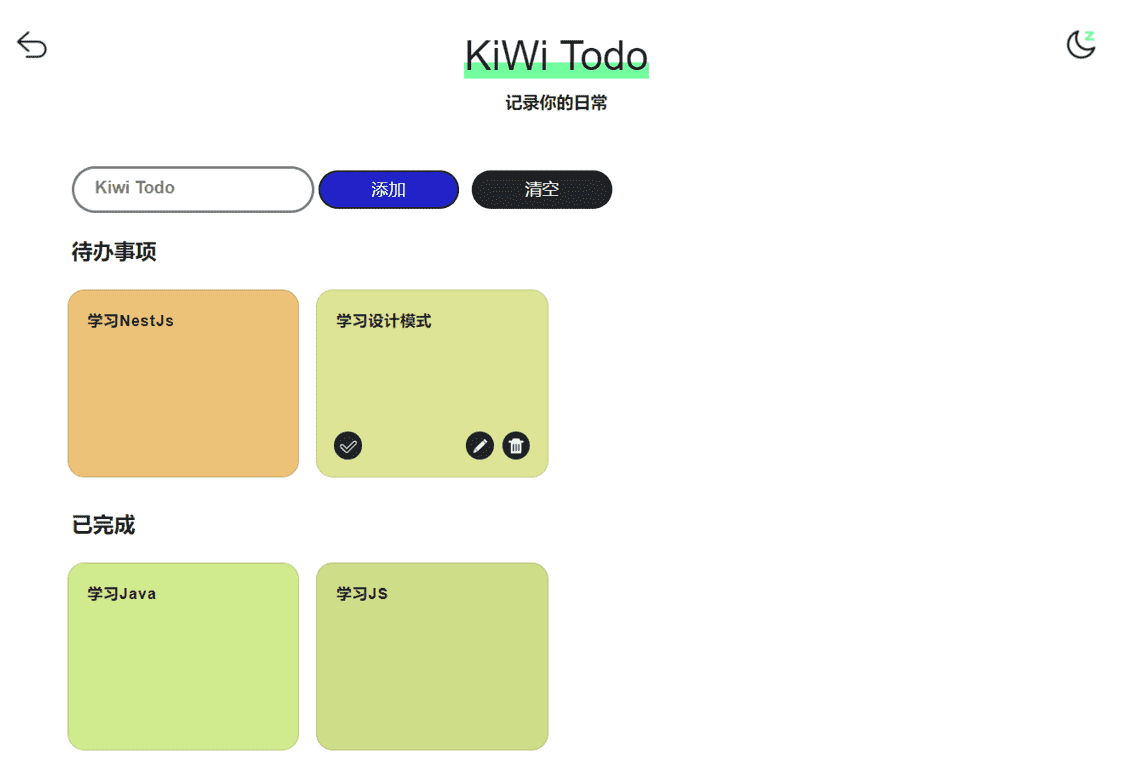 KiWi Todo
记录你的日常
Kiwi Todo
添加
清空
待办事项
学习NestJs
学习设计模式
已完成
学习Java
学习JS